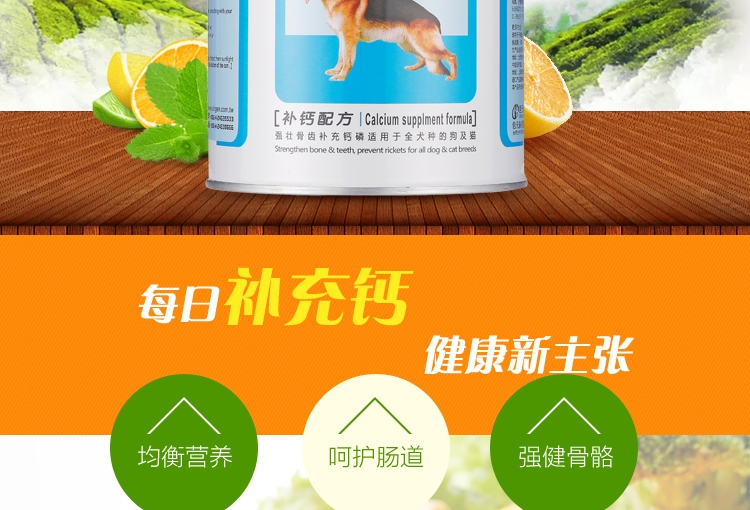 [补钙配方 | Calcium supplment formula]
强壮骨齿补充钙磷适用于全犬种的狗及猫
Strengthen bone & teeth, prevent rickets for all dog & cat breeds
每日补充钙
健康新主张
均衡营养
呵护肠道
强健骨骼